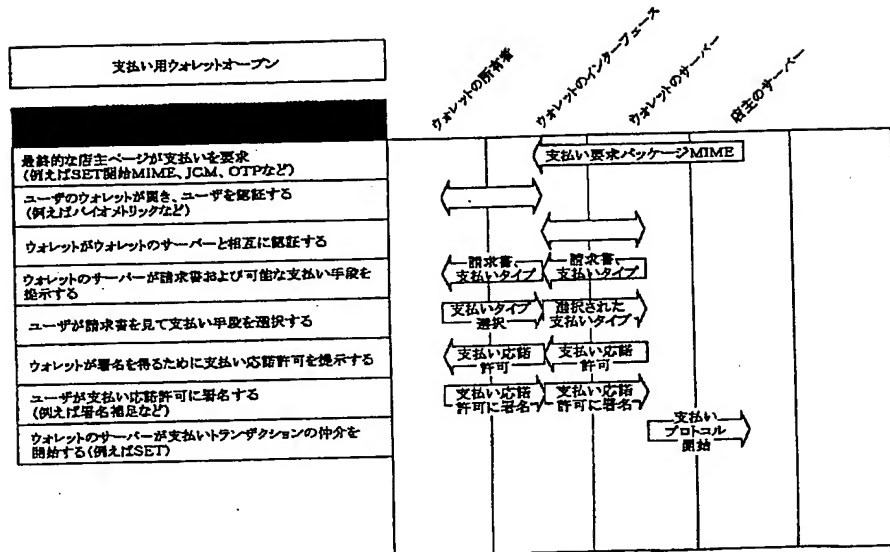 支払い用ウォレットオープン
ウォレットの所有者
ウォレットのインターフェース
ウォレットのサーバー
店主のサーバー
最終的な店主ページが支払いを要求
(例えばSET開始MIME、JCM、OTPなど)
支払い要求パッケージMIME
ユーザのウォレットが開き、ユーザを認証する
(例えばバイオメトリックなど)
ウォレットがウォレットのサーバーと相互に認証する
ウォレットのサーバーが請求書および可能な支払い手段を
提示する
請求書、
支払いタイプ
請求書、
支払いタイプ
ユーザが請求書を見て支払い手段を選択する
支払いタイプ
選択
選択された
支払いタイプ
ウォレットが署名を得るために支払い応諾許可を提示する
支払い応諾
許可
支払い応諾
許可
ユーザが支払い応諾許可に署名する
(例えば署名補足など)
支払い応諾
許可に署名
支払い応諾
許可に署名
ウォレットのサーバーが支払いトランザクションの仲介を
開始する(例えばSET)
支払い
プロトコル
開始